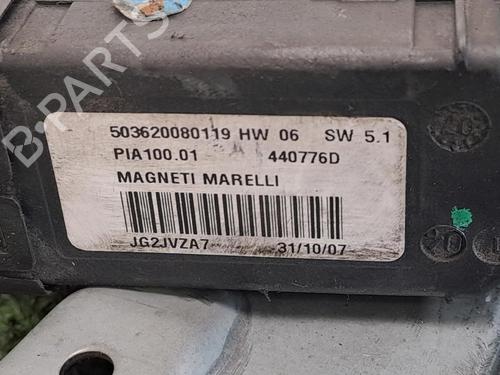 503620080119 HW 06 SW 5.1
PIA100.01 440776D
MAGNETI MARELLI
JG2JVZA7 31/10/07
B-PARTS